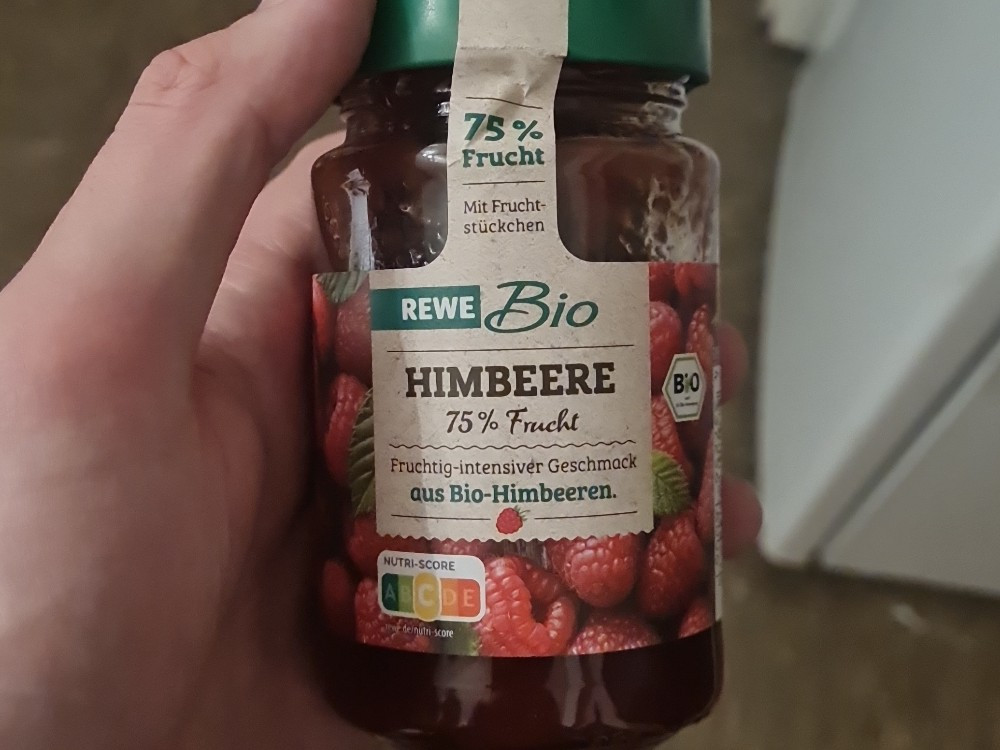 75%
Frucht
Mit Frucht-
stückchen
REWE Bio
HIMBEERE
75% Frucht
Fruchtig-intensiver Geschmack
aus Bio-Himbeeren.
BIO
NUTRI-SCORE
A B C D E